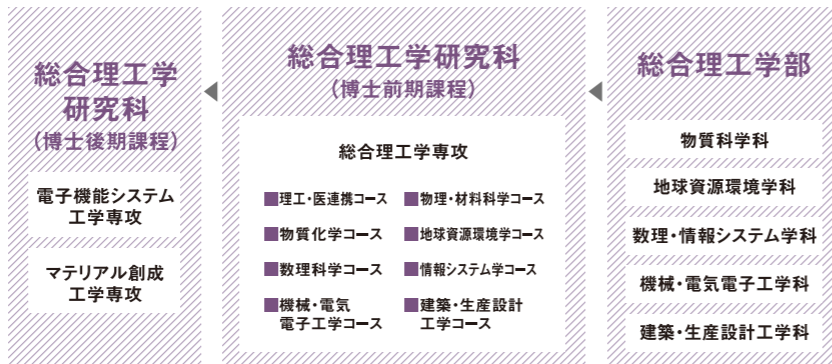 総合理工学
研究科
(博士後期課程)
電子機能システム
工学専攻
マテリアル創成
工学専攻
総合理工学研究科
(博士前期課程)
総合理工学専攻
理工・医連携コース
物理・材料科学コース
物質化学コース
地球資源環境学コース
数理科学コース
情報システム学コース
機械・電気
電子工学コース
建築・生産設計
工学コース
総合理工学部
物質科学科
地球資源環境学科
数理・情報システム学科
機械・電気電子工学科
建築・生産設計工学科